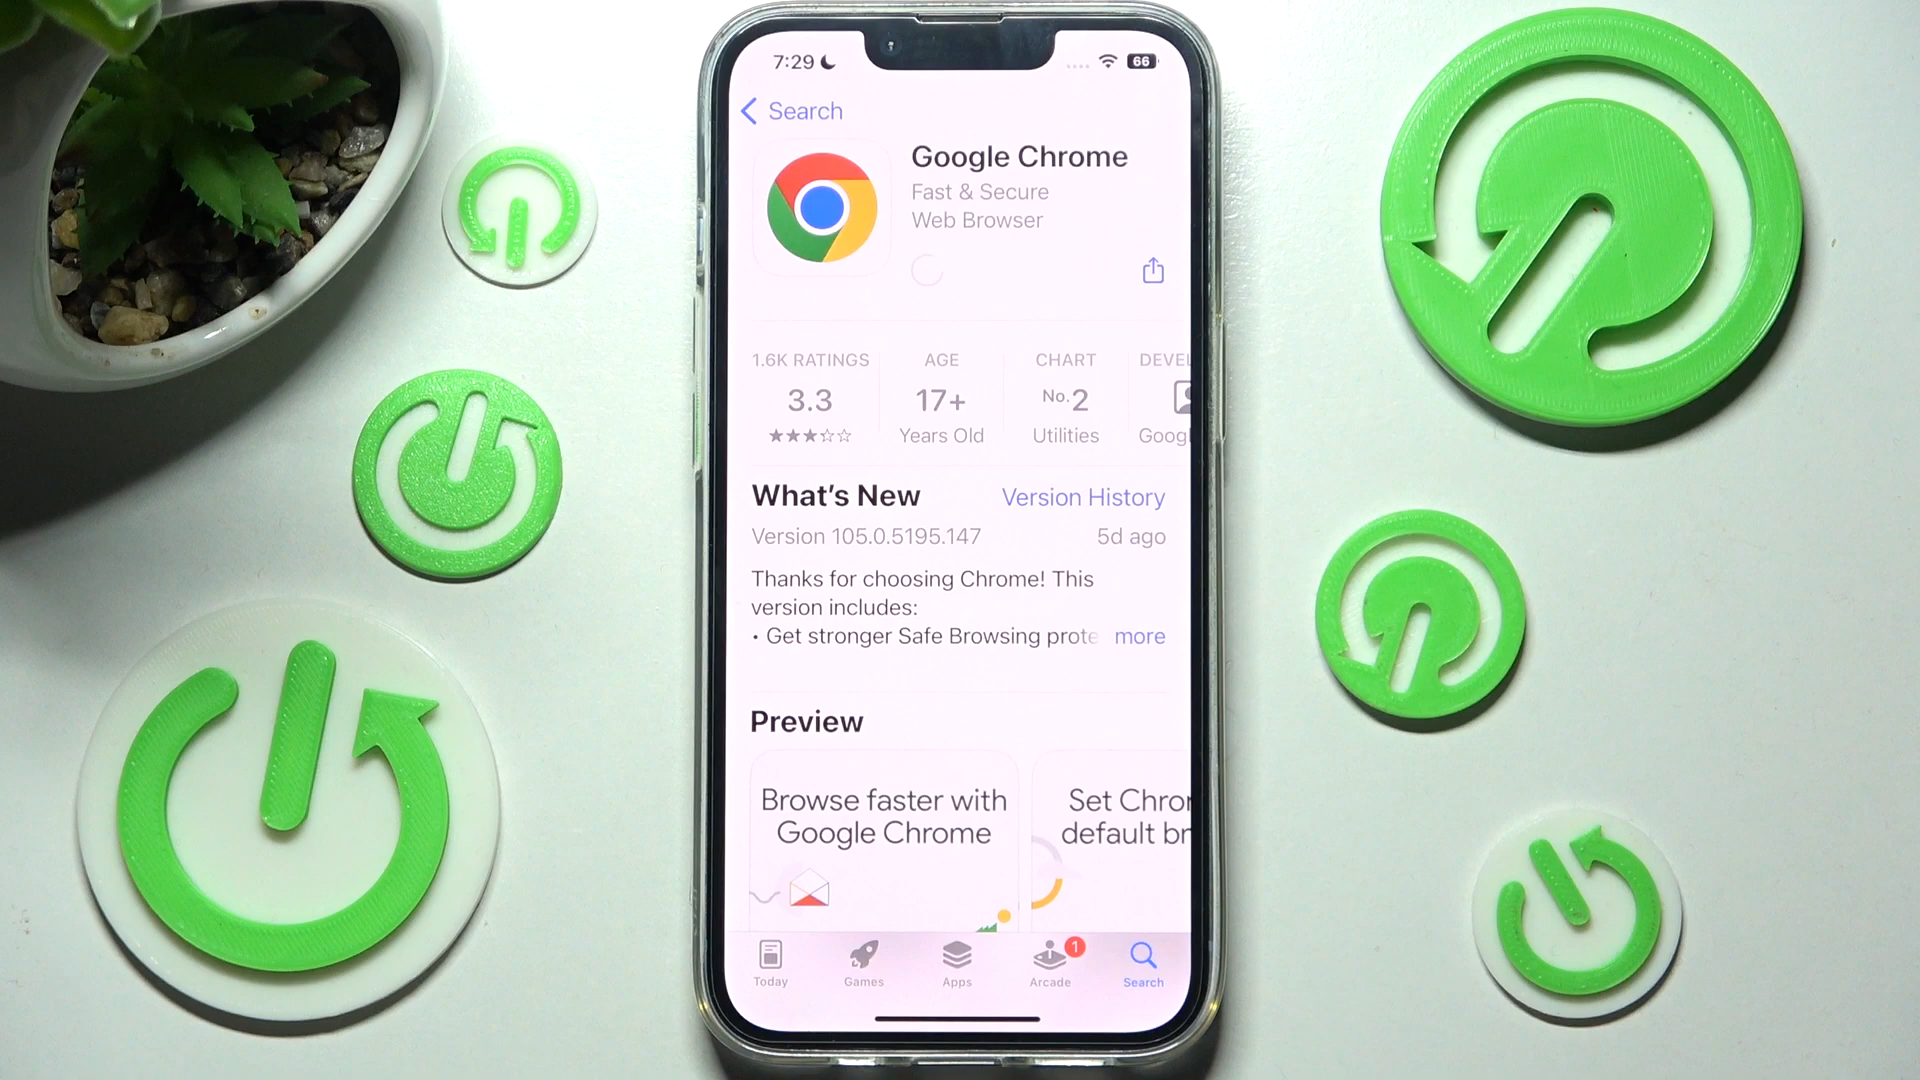 7:29
66
Search
Google Chrome
Fast & Secure
Web Browser
1.6K RATINGS
3.3
AGE
17+
Years Old
CHART
No.2
Utilities
What's New
Version History
Version 105.0.5195.147
5d ago
Thanks for choosing Chrome! This
version includes:
• Get stronger Safe Browsing
more
Preview
Browse faster with
Google Chrome
Set
default
Today
Games
Apps
1
Arcade
Search